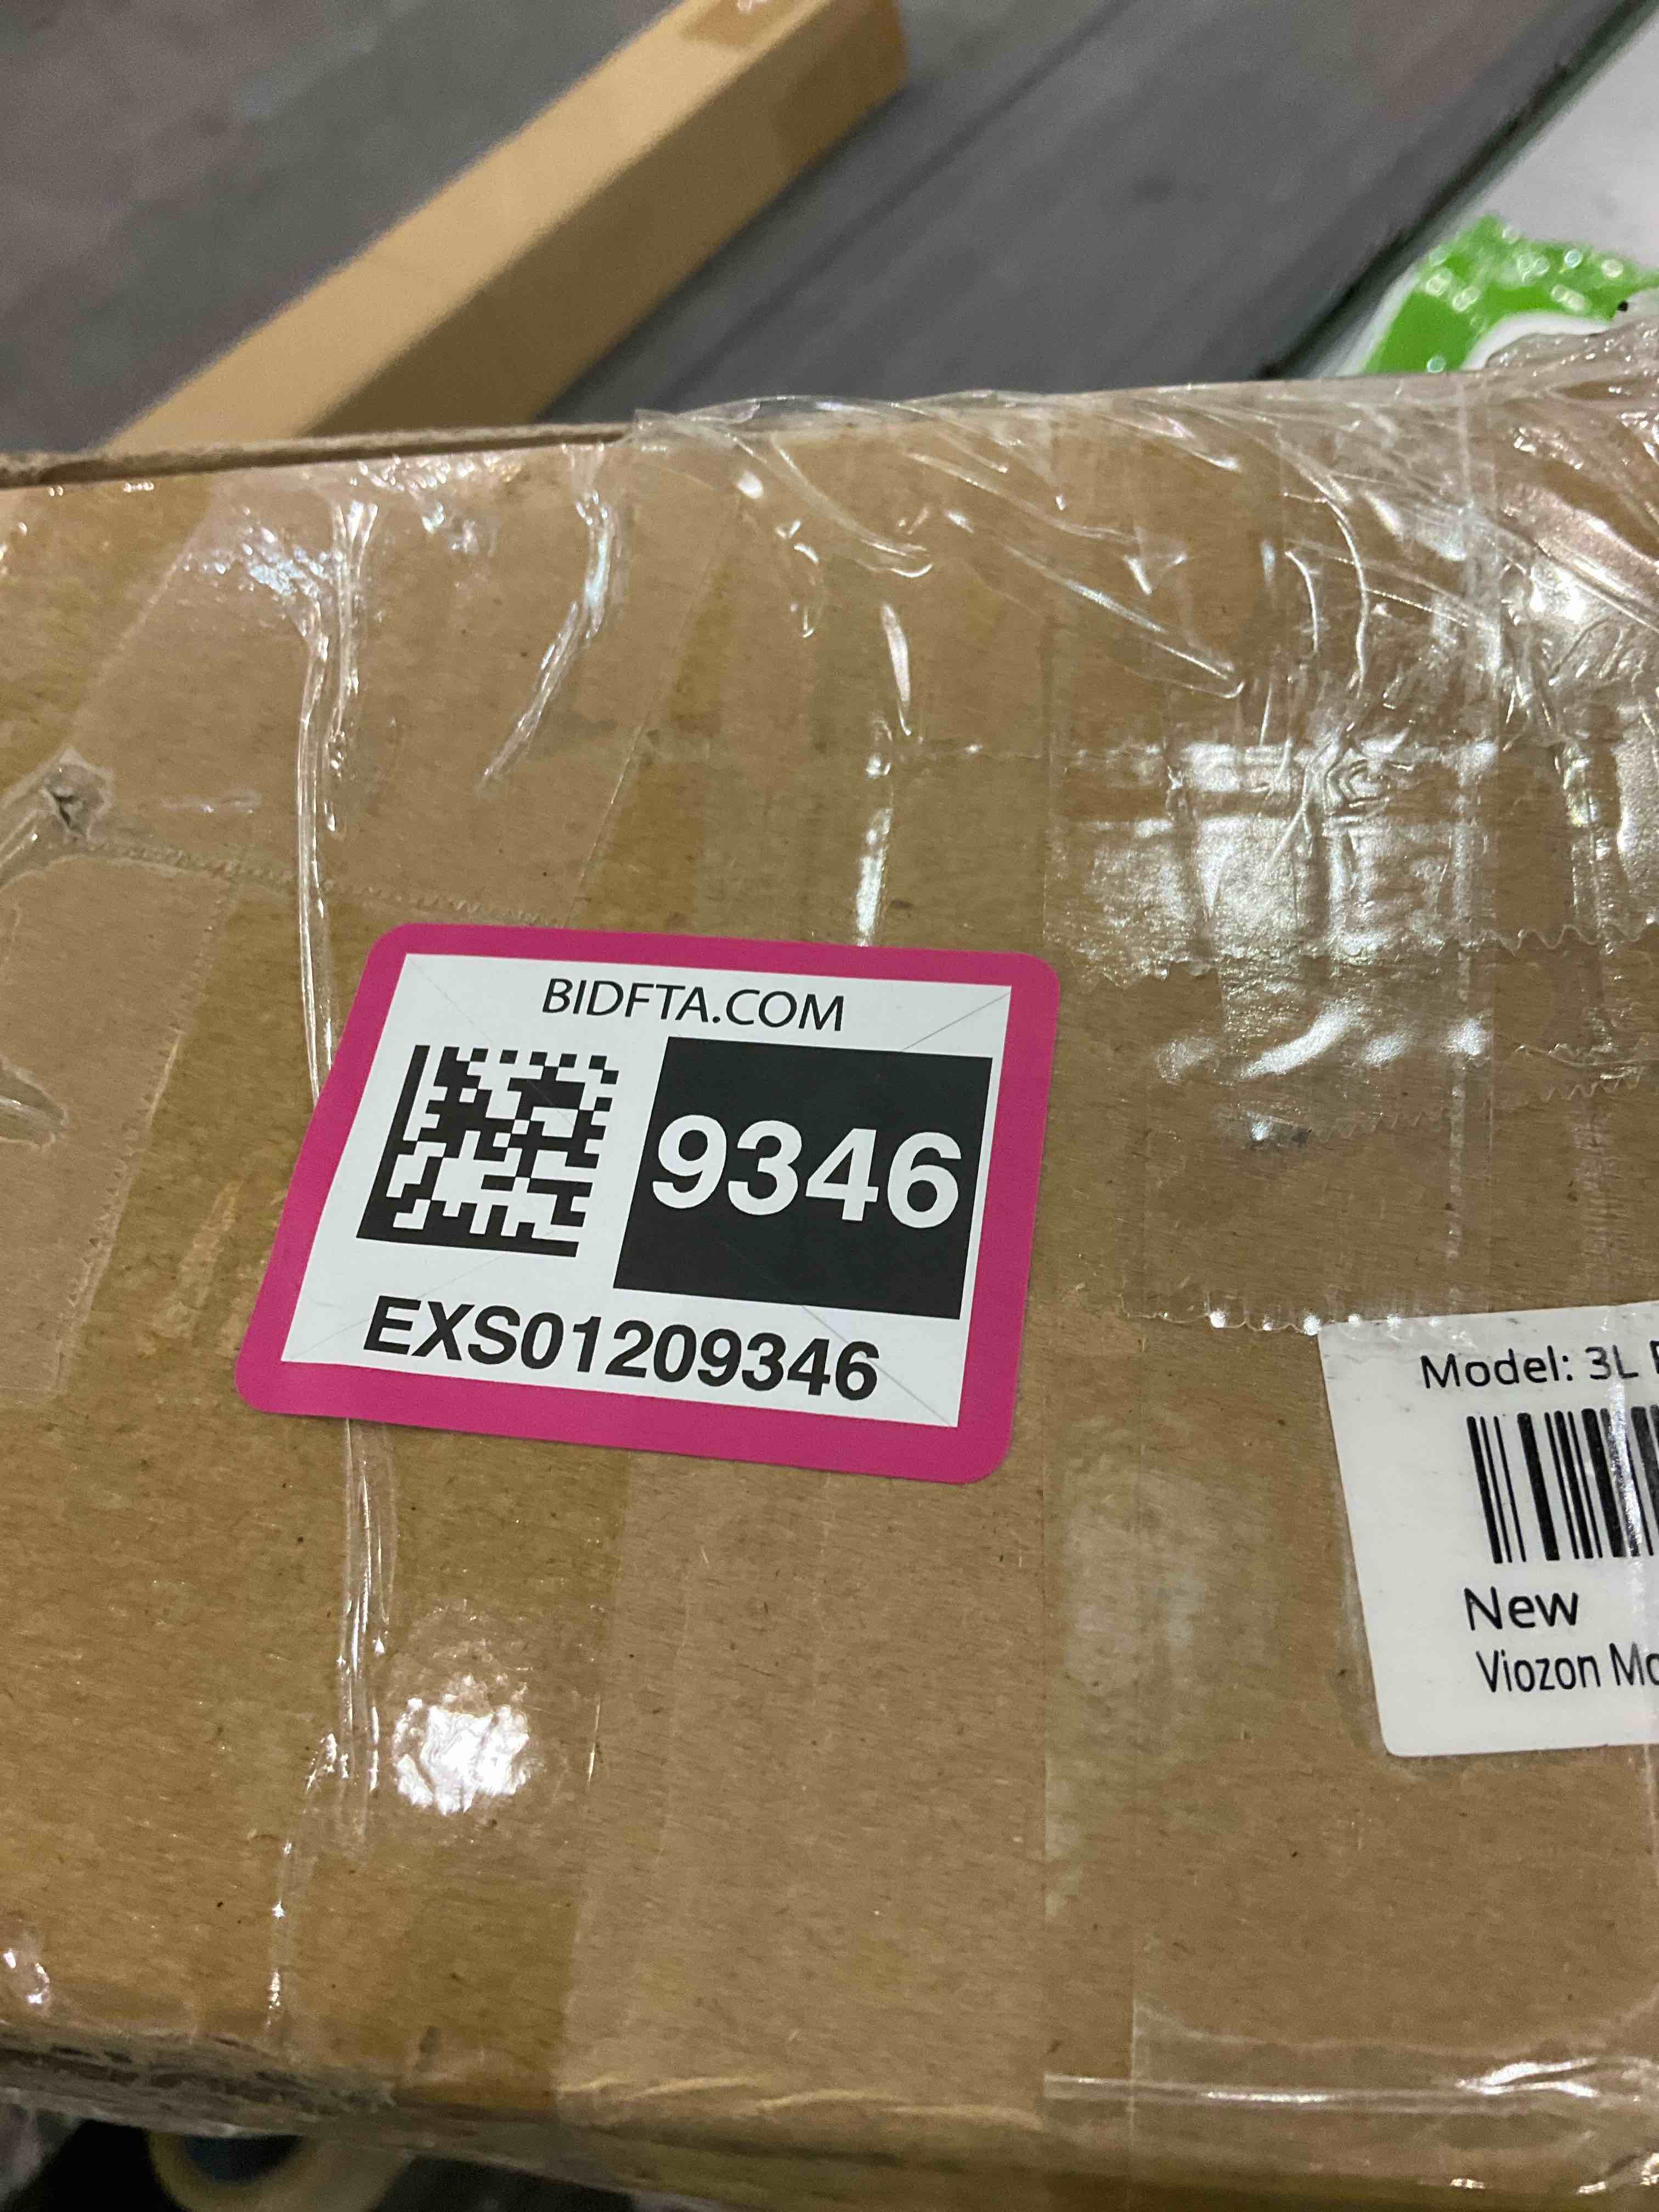 BIDFTA.COM
9346
EXS01209346
Model: 3L
New
Viozon